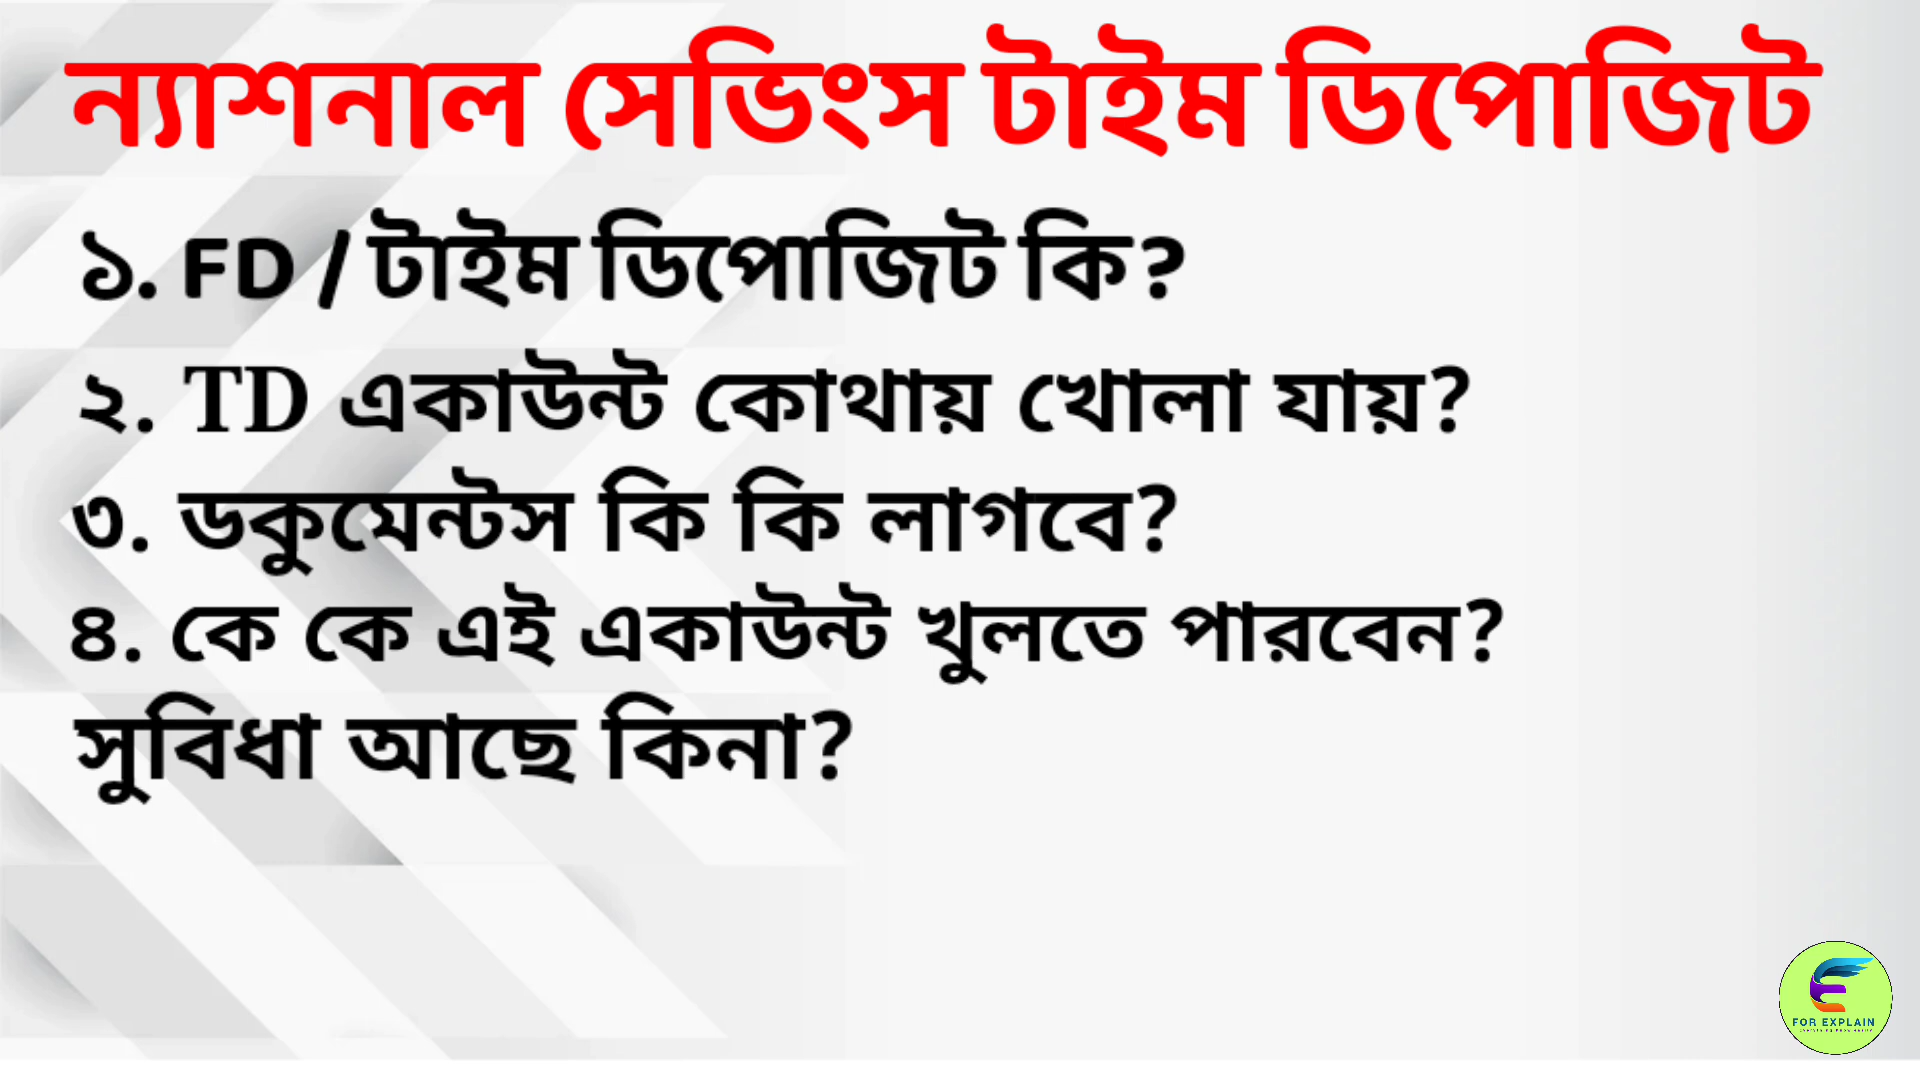 ন্যাশনাল সেভিংস টাইম ডিপোজিট
১. FD / টাইম ডিপোজিট কি?
২. TD একাউন্ট কোথায় খোলা যায়?
৩. ডকুমেন্টস কি কি লাগবে?
৪. কে কে এই একাউন্ট খুলতে পারবেন?
সুবিধা আছে কিনা?
FOR EXPLAIN